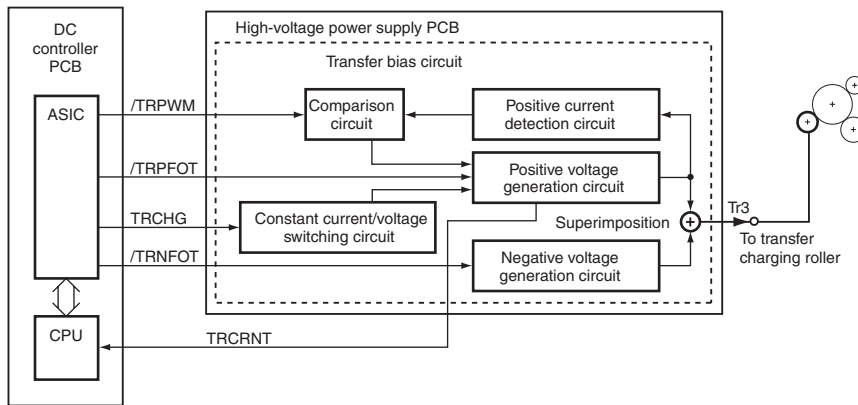 DC
controller
PCB
High-voltage power supply PCB
Transfer bias circuit
ASIC
/TRPWM
Comparison
circuit
Positive current
detection circuit
/TRPFOT
Positive voltage
generation circuit
TRCHG
Constant current/voltage
switching circuit
Superimposition
Tr3
To transfer
charging roller
/TRNFOT
Negative voltage
generation circuit
CPU
TRCRNT